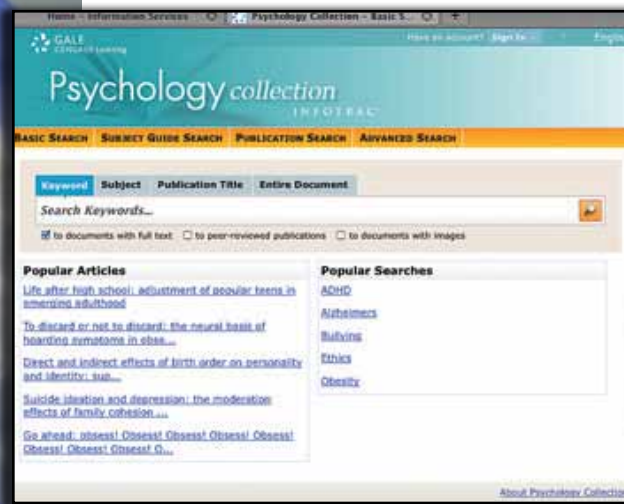 Home - Information Services
Psychology Collection - Basic S...
GALE
CENGAGE Learning
Have an account? Sign In
Englis
Psychology collection
INFOTRAC
BASIC SEARCH SUBJECT GUIDE SEARCH PUBLICATION SEARCH ADVANCED SEARCH
Keyword Subject Publication Title Entire Document
Search Keywords...
to documents with full text to peer-reviewed publications to documents with images
Popular Articles
Life after high school: adjustment of popular teens in
emerging adulthood
To discard or not to discard: the neural basis of
hoarding symptoms in obse...
Direct and indirect effects of birth order on personality
and identity: sup...
Suicide ideation and depression: the moderation
effects of family cohesion ...
Go ahead: obsess! Obsess! Obsess! Obsess! Obsess!
Obsess! Obsess! Obsess! O...
Popular Searches
ADHD
Alzheimers
Bullying
Ethics
Obesity
About Psychology Collection